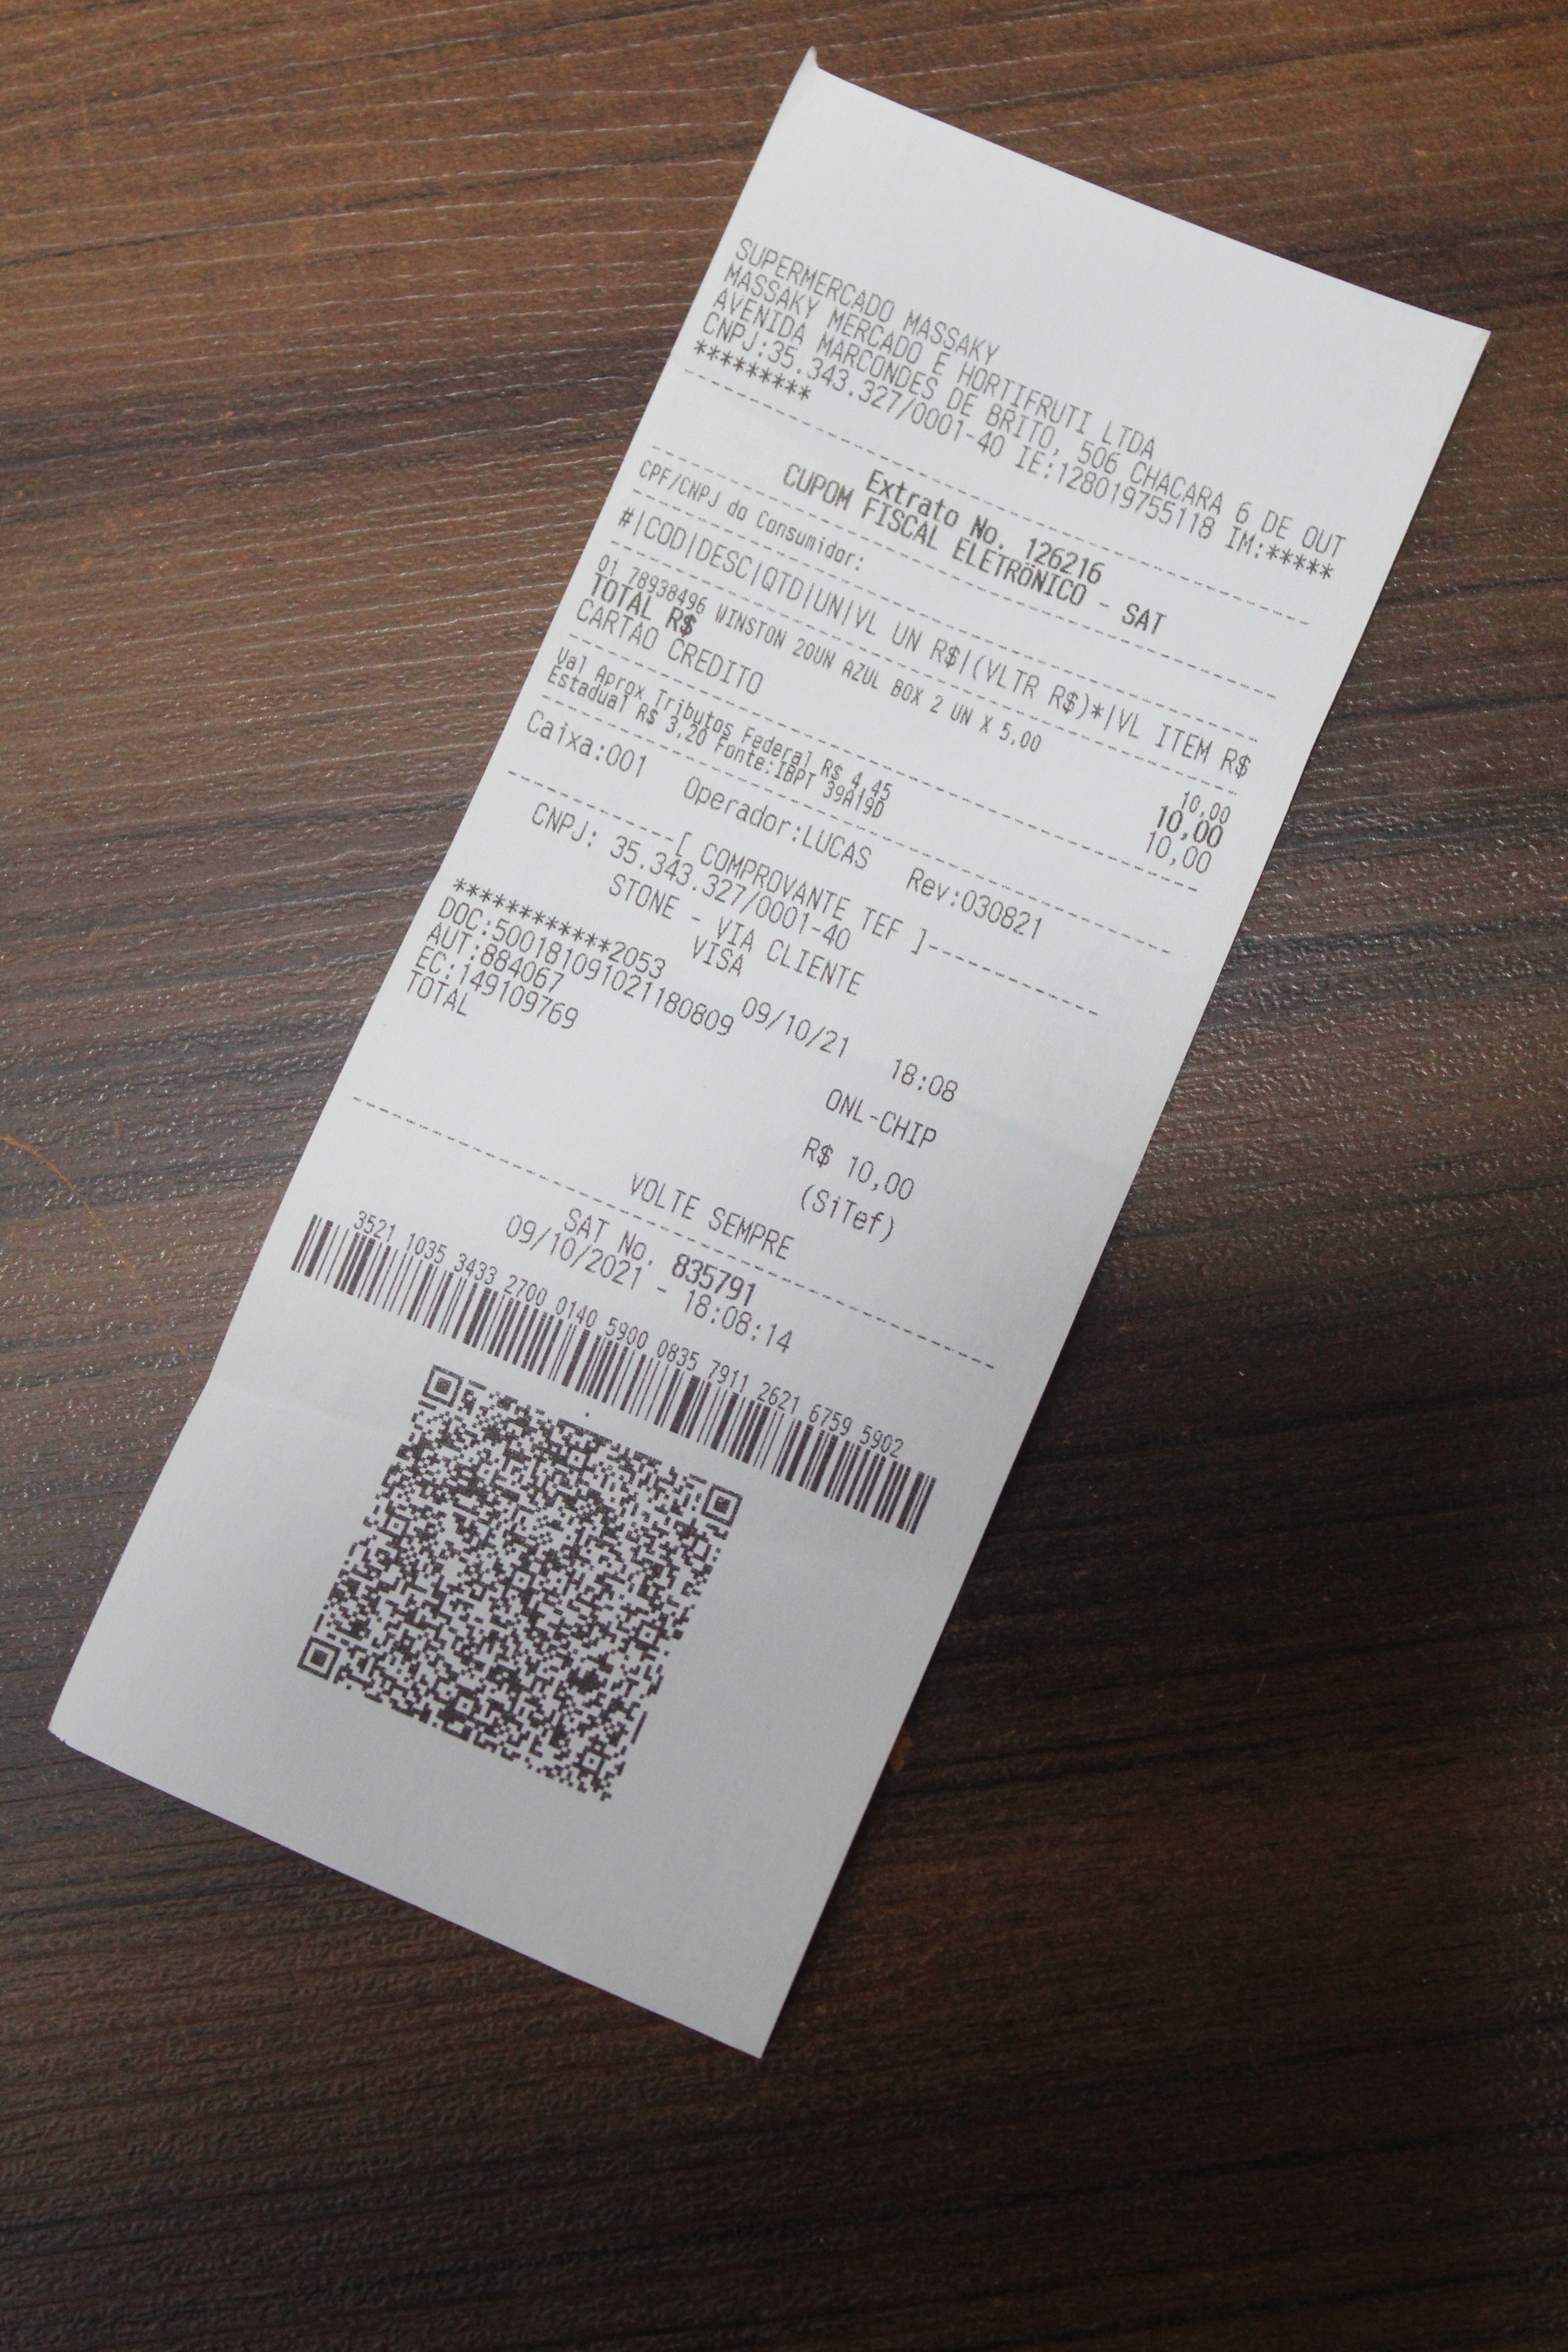 SUPERMERCADO MASSAKY
MASSAKY MERCADO E HORTIFRUTI LTDA
AVENIDA MARCONDES DE BRITO, 506 CHACARA 6 DE OUT
CNPJ:35.343.327/0001-40 IE:128019755118 IM:*****
*********
Extrato No. 126216
CUPOM FISCAL ELETRÔNICO - SAT
CPF/CNPJ do Consumidor:
#|COD|DESC|QTD|UN|VL UN R$|(VLTR R$)*|VL ITEM R$
01 78938496 WINSTON 20UN AZUL BOX 2 UN X 5,00 10,00
TOTAL R$ 10,00
CARTAO CREDITO 10,00
Val Aprox Tributos Federal R$ 4,45
Estadual R$ 3,20 Fonte:IBPT 39A19D
Caixa:001 Operador:LUCAS Rev:030821
-----------[ COMPROVANTE TEF ]-----------
CNPJ: 35.343.327/0001-40
STONE - VIA CLIENTE
VISA
***********2053 09/10/21 18:08
DOC:500181091021180809
AUT:884067 ONL-CHIP
EC:149109769
TOTAL R$ 10,00
(SiTef)
VOLTE SEMPRE
SAT No. 835791
09/10/2021 - 18:08:14
3521 1035 3433 2700 0140 5900 0835 7911 2621 6759 5902